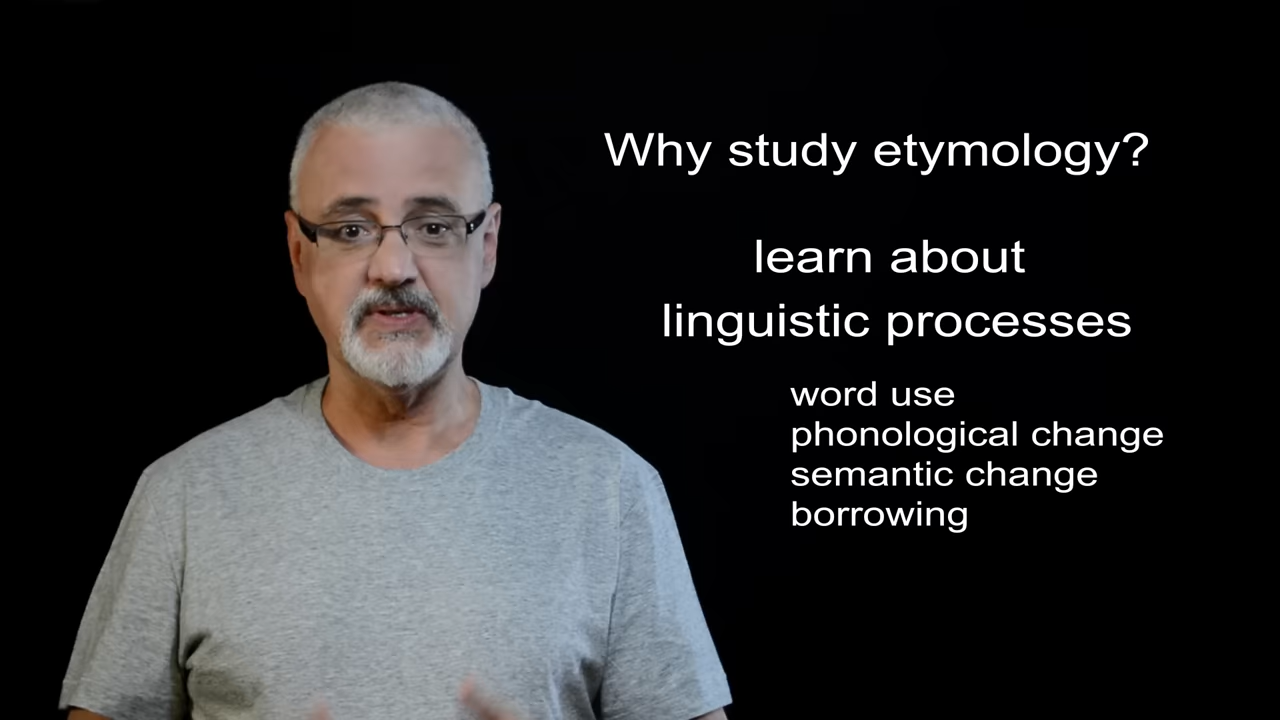 Why study etymology?
learn about
linguistic processes
word use
phonological change
semantic change
borrowing